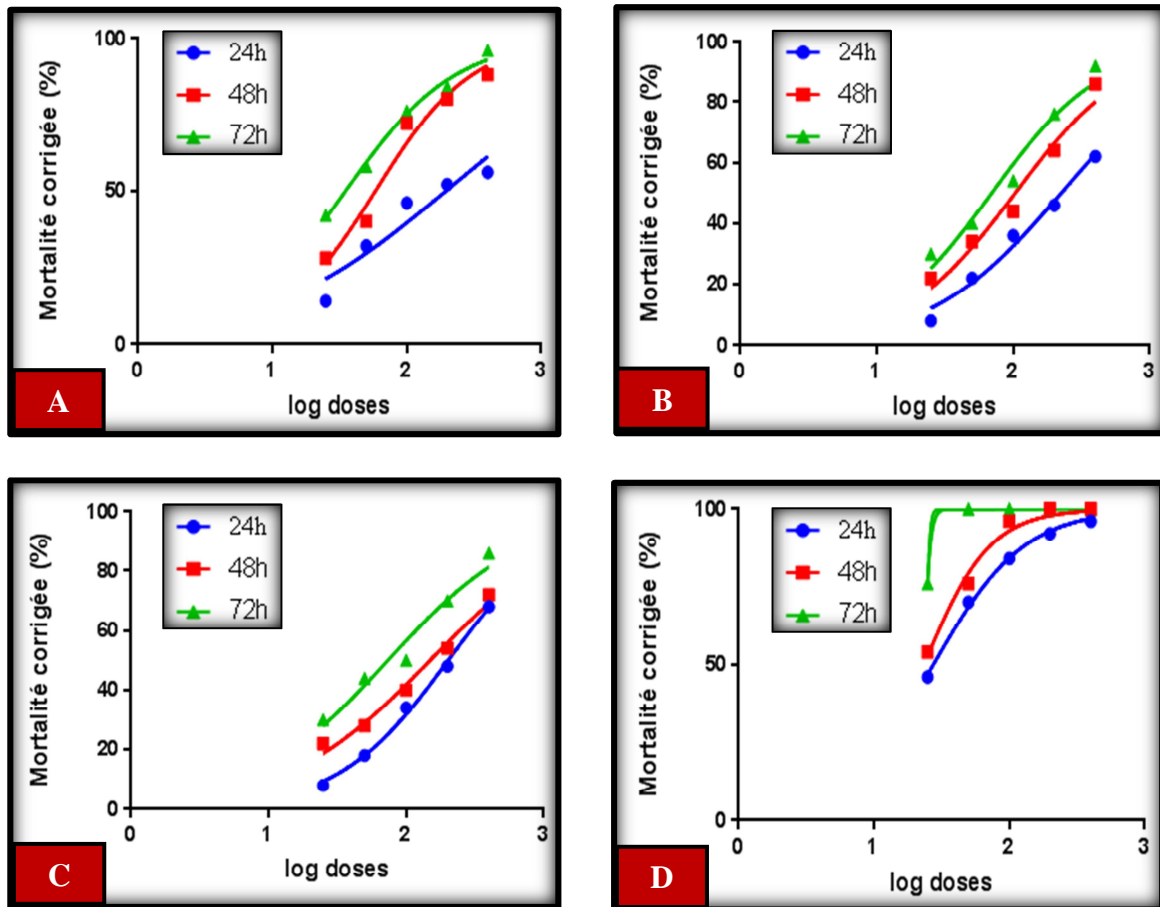 100
50
0
0
1
2
3
Mortalité corrigée (%)
log doses
24h
48h
72h
A
100
80
60
40
20
0
0
1
2
3
Mortalité corrigée (%)
log doses
24h
48h
72h
B
100
80
60
40
20
0
0
1
2
3
Mortalité corrigée (%)
log doses
24h
48h
72h
C
100
50
0
0
1
2
3
Mortalité corrigée (%)
log doses
24h
48h
72h
D